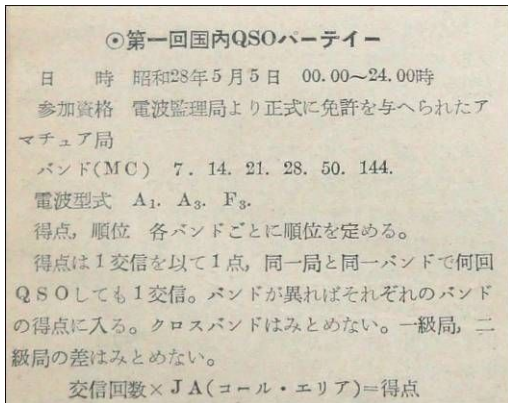 ⊙第一回国内QSOパーテイー
日　時　昭和28年5月5日　00.00〜24.00時
参加資格　電波監理局より正式に免許を与へられたア
マチュア局
バンド(MC)　7. 14. 21. 28. 50. 144.
電波型式　A₁. A₃. F₃.
得点，順位　各バンドごとに順位を定める。
得点は1交信を以て1点，同一局と同一バンドで何回
QSOしても1交信。バンドが異ればそれぞれのバンド
の得点に入る。クロスバンドはみとめない。一級局，二
級局の差はみとめない。
交信回数×JA(コール・エリア)=得点